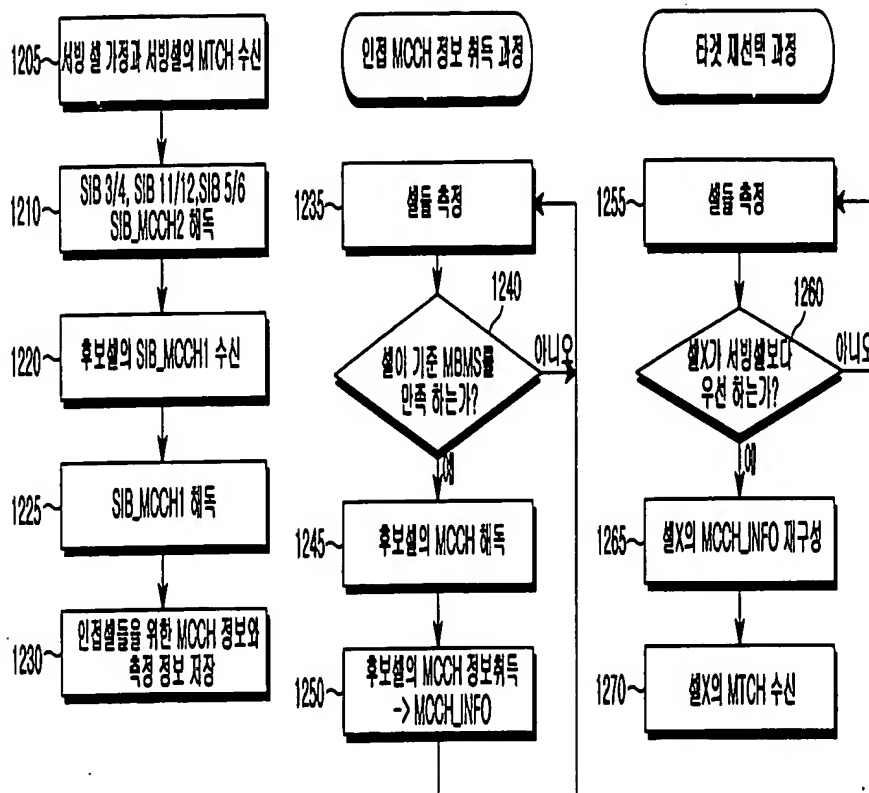 1205
서빙 셀 가정과 서빙셀의 MTCH 수신
1210
SIB 3/4, SIB 11/12,SIB 5/6
SIB_MCCH2 해독
1220
후보셀의 SIB_MCCH1 수신
1225
SIB_MCCH1 해독
1230
인접셀들을 위한 MCCH 정보와
측정 정보 저장
인접 MCCH 정보 취득 과정
1235
셀들 측정
1240
셀이 기준 MBMS를
만족 하는가?
아니오
예
1245
후보셀의 MCCH 해독
1250
후보셀의 MCCH 정보취득
-> MCCH_INFO
타겟 재선택 과정
1255
셀들 측정
1260
셀X가 서빙셀보다
우선 하는가?
아니오
예
1265
셀X의 MCCH_INFO 재구성
1270
셀X의 MTCH 수신